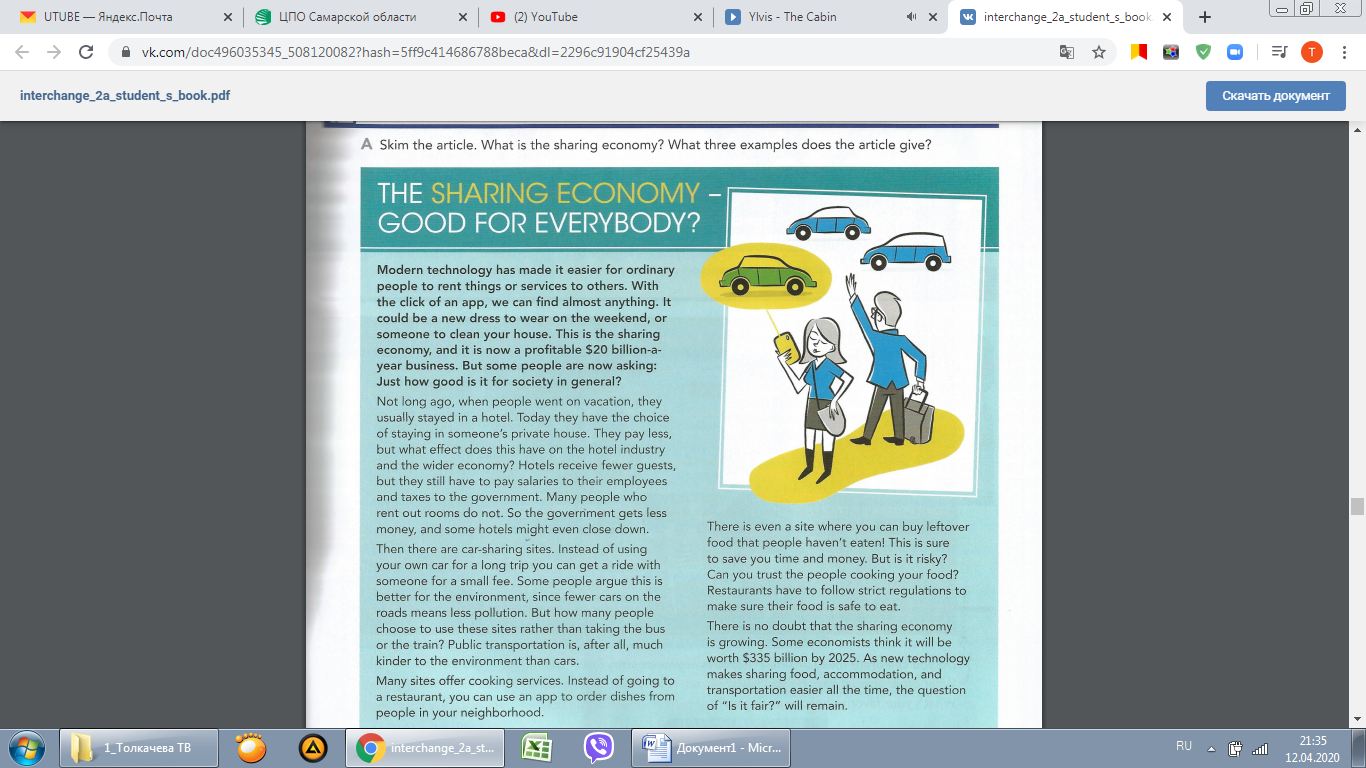 UTUBE — Яндекс.Почта
ЦПО Самарской области
(2) YouTube
Ylvis - The Cabin
interchange_2a_student_s_book
vk.com/doc496035345_508120082?hash=5ff9c414686788beca&dl=2296c91904cf25439a
T
interchange_2a_student_s_book.pdf
Скачать документ
A Skim the article. What is the sharing economy? What three examples does the article give?
THE SHARING ECONOMY –
GOOD FOR EVERYBODY?
Modern technology has made it easier for ordinary
people to rent things or services to others. With
the click of an app, we can find almost anything. It
could be a new dress to wear on the weekend, or
someone to clean your house. This is the sharing
economy, and it is now a profitable $20 billion-a-
year business. But some people are now asking:
Just how good is it for society in general?
Not long ago, when people went on vacation, they
usually stayed in a hotel. Today they have the choice
of staying in someone's private house. They pay less,
but what effect does this have on the hotel industry
and the wider economy? Hotels receive fewer guests,
but they still have to pay salaries to their employees
and taxes to the government. Many people who
rent out rooms do not. So the government gets less
money, and some hotels might even close down.
Then there are car-sharing sites. Instead of using
your own car for a long trip you can get a ride with
someone for a small fee. Some people argue this is
better for the environment, since fewer cars on the
roads means less pollution. But how many people
choose to use these sites rather than taking the bus
or the train? Public transportation is, after all, much
kinder to the environment than cars.
Many sites offer cooking services. Instead of going to
a restaurant, you can use an app to order dishes from
people in your neighborhood.
There is even a site where you can buy leftover
food that people haven't eaten! This is sure
to save you time and money. But is it risky?
Can you trust the people cooking your food?
Restaurants have to follow strict regulations to
make sure their food is safe to eat.
There is no doubt that the sharing economy
is growing. Some economists think it will be
worth $335 billion by 2025. As new technology
makes sharing food, accommodation, and
transportation easier all the time, the question
of "Is it fair?" will remain.
1_Толкачева ТВ
interchange_2a_st...
Документ1 - Micr...
RU
21:35
12.04.2020